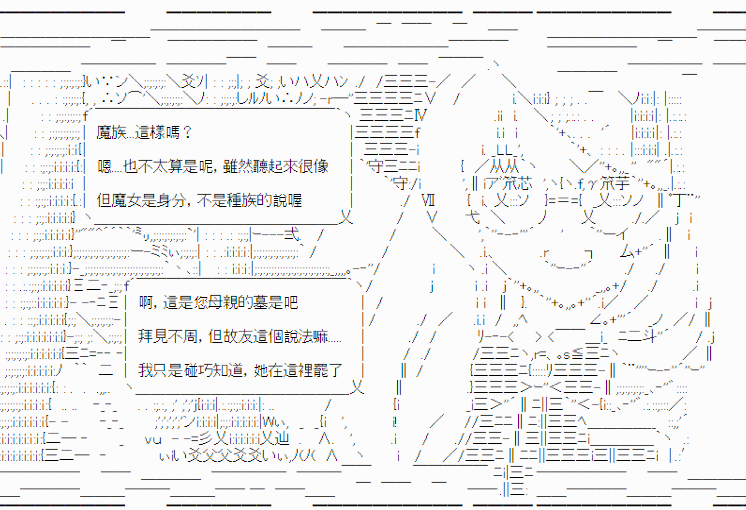 魔族…這樣嗎？
嗯....也不太算是呢，雖然聽起來很像
但魔女是身分，不是種族的說喔
啊，這是您母親的墓是吧
拜見不周，但故友這個說法嘛.....
我只是碰巧知道，她在這裡罷了